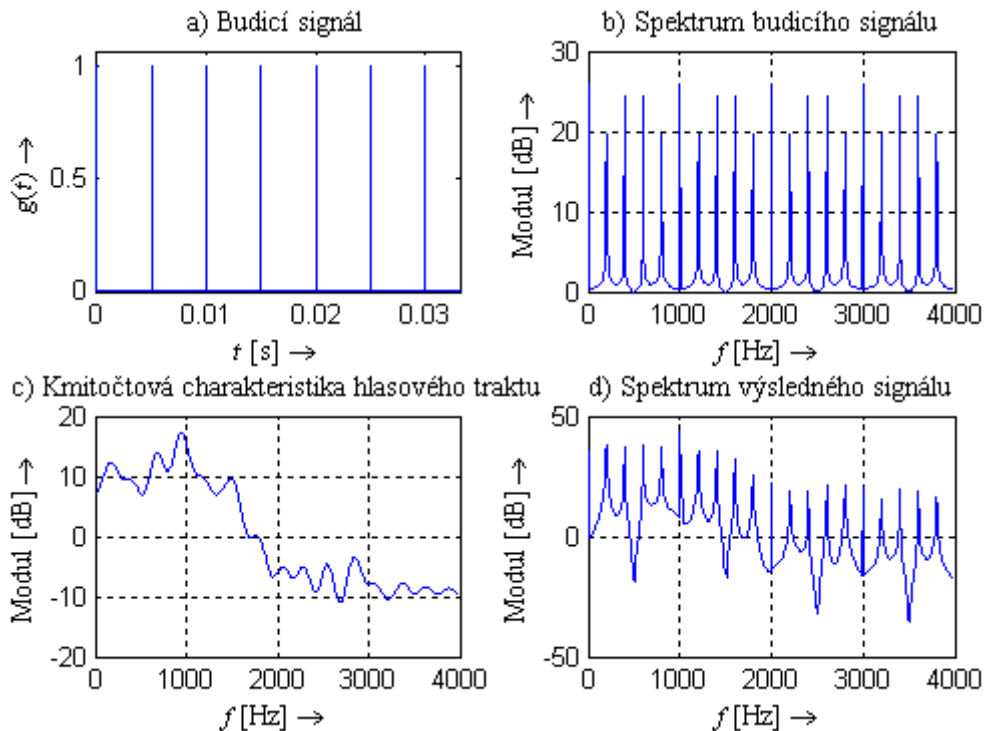 a) Budicí signál
1
0.5
0
g(t) →
0 0.01 0.02 0.03
t [s] →
b) Spektrum budicího signálu
30
20
10
0
Modul [dB] →
0 1000 2000 3000 4000
f [Hz] →
c) Kmitočtová charakteristika hlasového traktu
20
10
0
-10
-20
Modul [dB] →
0 1000 2000 3000 4000
f [Hz] →
d) Spektrum výsledného signálu
50
0
-50
Modul [dB] →
0 1000 2000 3000 4000
f [Hz] →